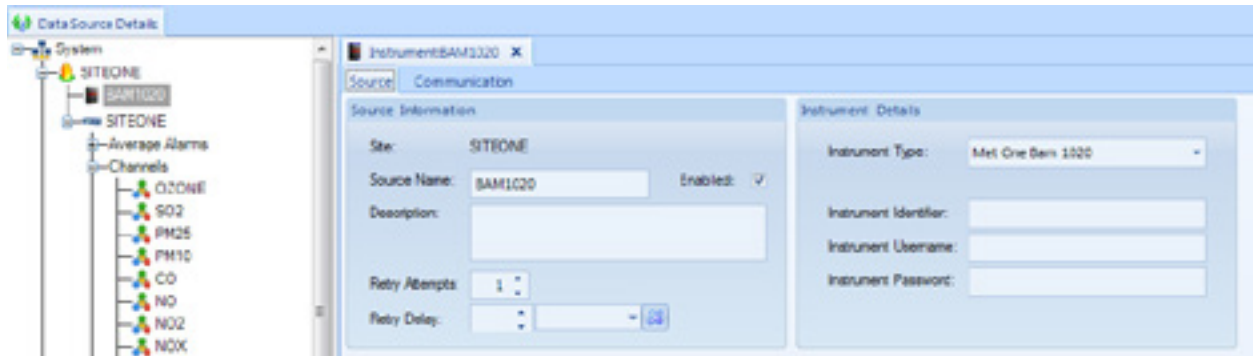 Data Source Details
System
SITEONE
BAM1020
SITEONE
Average Alarms
Channels
OZONE
SO2
PM25
PM10
CO
NO
NO2
NOX
Instrument:BAM1020 X
Source Communication
Source Information
Site: SITEONE
Source Name: BAM1020 Enabled:
Description:
Retry Attempts 1
Retry Delay:
Instrument Details
Instrument Type: Met One Bam 1020
Instrument Identifier:
Instrument Username:
Instrument Password: